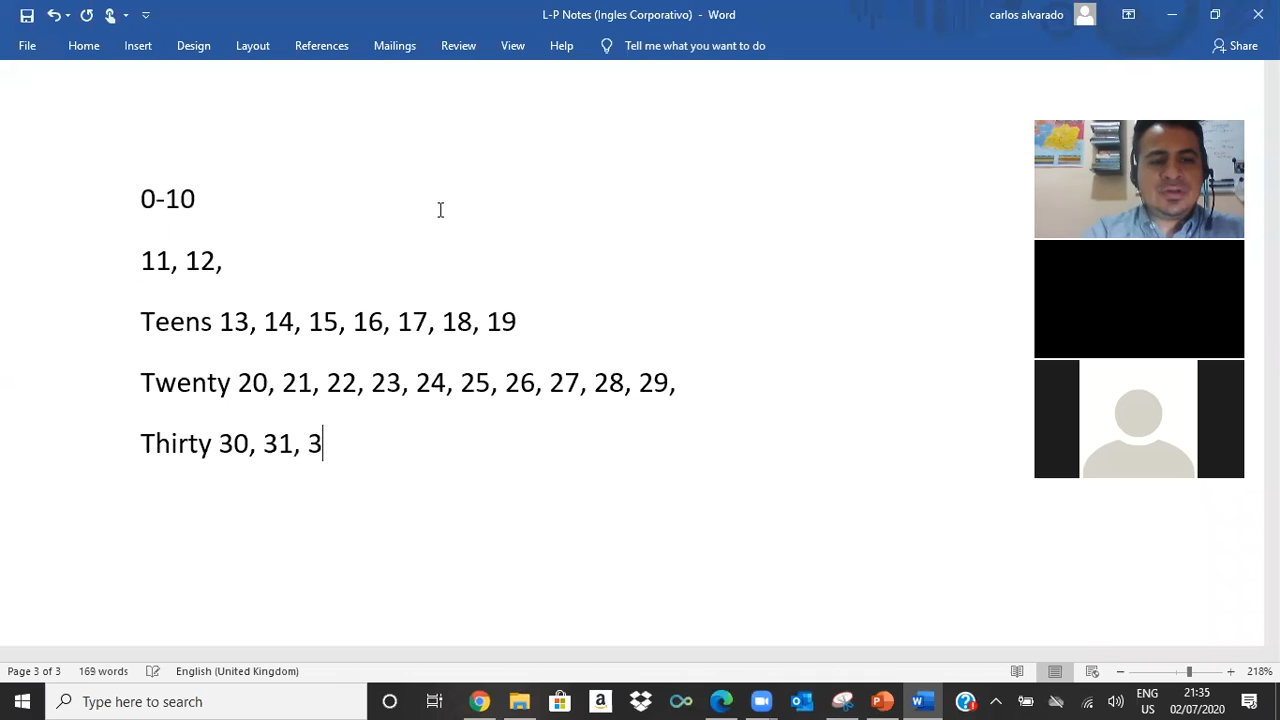 L-P Notes (Ingles Corporativo) - Word
carlos alvarado
File Home Insert Design Layout References Mailings Review View Help Tell me what you want to do Share
0-10
11, 12,
Teens 13, 14, 15, 16, 17, 18, 19
Twenty 20, 21, 22, 23, 24, 25, 26, 27, 28, 29,
Thirty 30, 31, 3
Page 3 of 3 169 words English (United Kingdom) 218%
Type here to search
ENG
US
21:35
02/07/2020